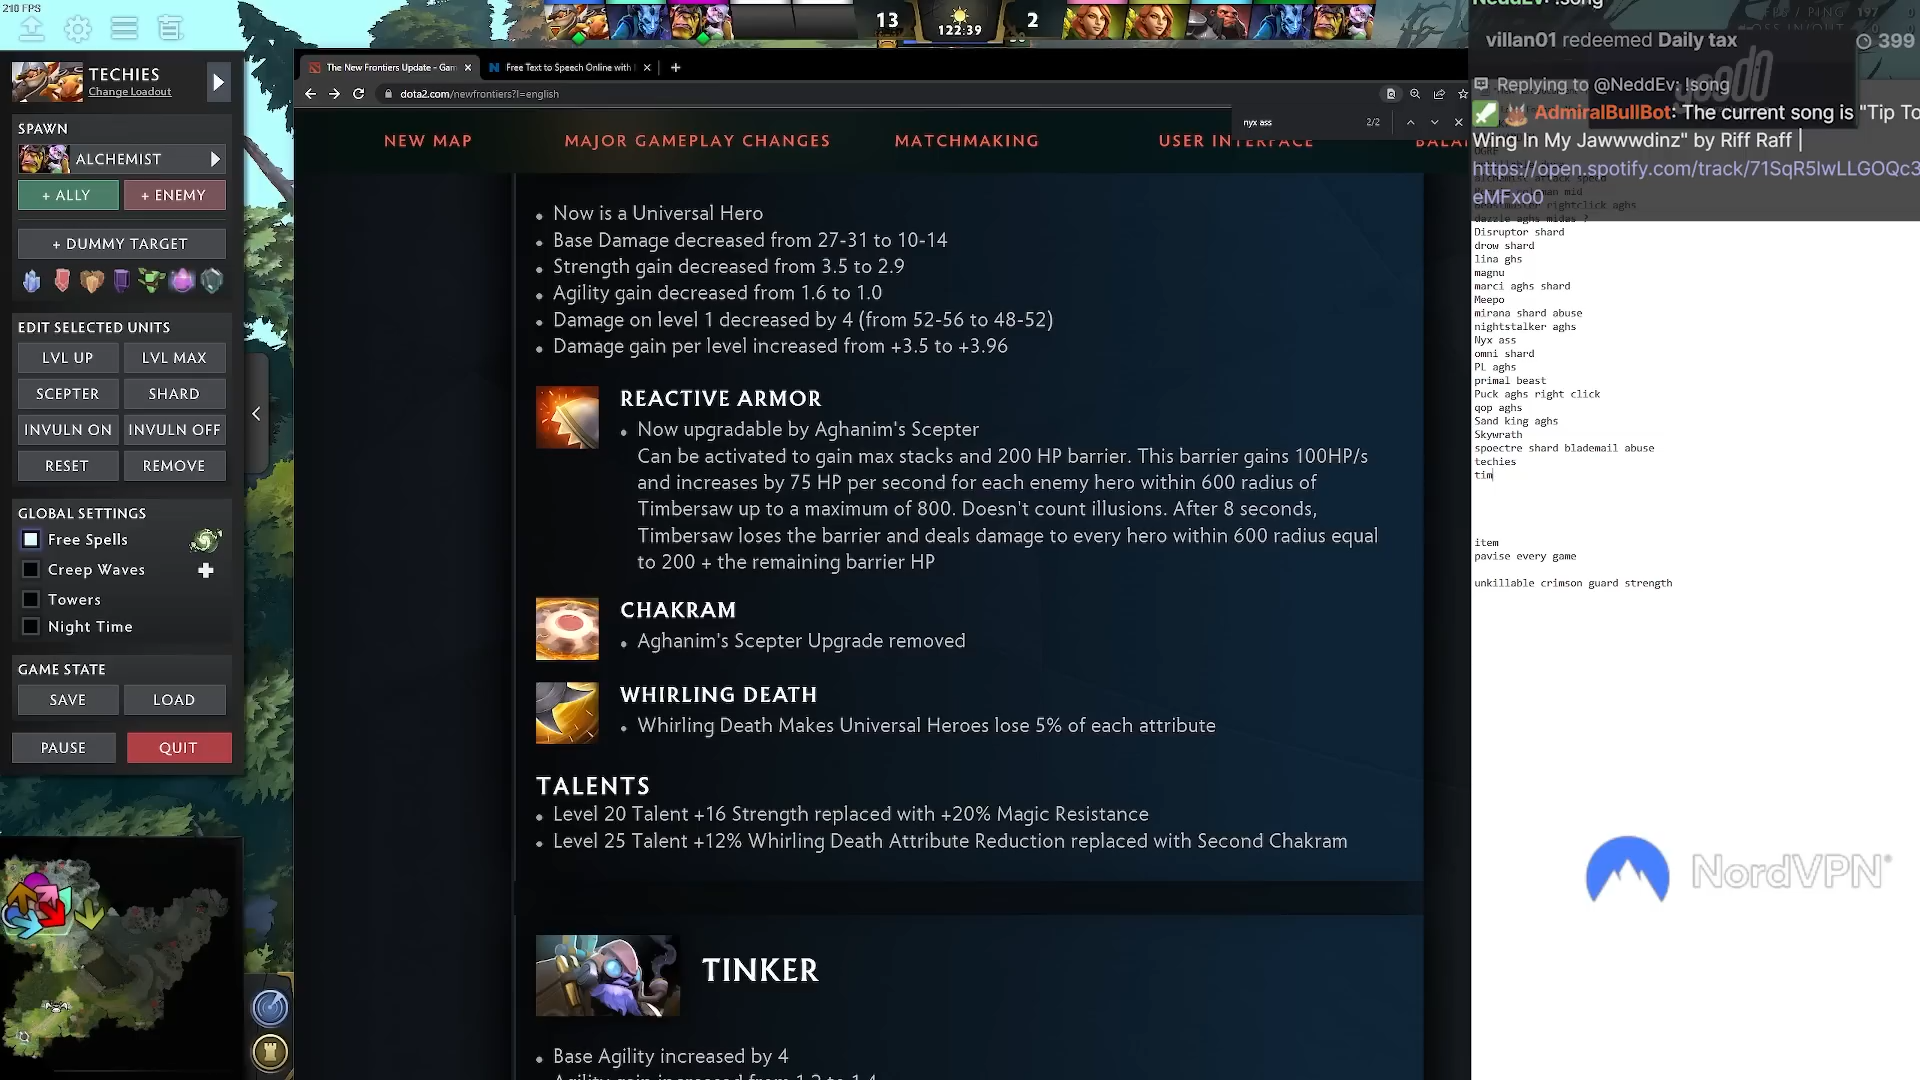 210 FPS
TECHIES
Change Loadout
SPAWN
ALCHEMIST
+ ALLY
+ ENEMY
+ DUMMY TARGET
EDIT SELECTED UNITS
LVL UP
LVL MAX
SCEPTER
SHARD
INVULN ON
INVULN OFF
RESET
REMOVE
GLOBAL SETTINGS
Free Spells
Creep Waves
Towers
Night Time
GAME STATE
SAVE
LOAD
PAUSE
QUIT
13
122:39
2
The New Frontiers Update - Gam
Free Text to Speech Online with
dota2.com/newfrontiers?l=english
nyx ass
2/2
NEW MAP
MAJOR GAMEPLAY CHANGES
MATCHMAKING
USER INTERFACE
Now is a Universal Hero
Base Damage decreased from 27-31 to 10-14
Strength gain decreased from 3.5 to 2.9
Agility gain decreased from 1.6 to 1.0
Damage on level 1 decreased by 4 (from 52-56 to 48-52)
Damage gain per level increased from +3.5 to +3.96
REACTIVE ARMOR
Now upgradable by Aghanim's Scepter
Can be activated to gain max stacks and 200 HP barrier. This barrier gains 100HP/s
and increases by 75 HP per second for each enemy hero within 600 radius of
Timbersaw up to a maximum of 800. Doesn't count illusions. After 8 seconds,
Timbersaw loses the barrier and deals damage to every hero within 600 radius equal
to 200 + the remaining barrier HP
CHAKRAM
Aghanim's Scepter Upgrade removed
WHIRLING DEATH
Whirling Death Makes Universal Heroes lose 5% of each attribute
TALENTS
Level 20 Talent +16 Strength replaced with +20% Magic Resistance
Level 25 Talent +12% Whirling Death Attribute Reduction replaced with Second Chakram
TINKER
Base Agility increased by 4
NeddEv: !song
villan01 redeemed Daily tax
399
Replying to @NeddEv: !song
AdmiralBullBot: The current song is "Tip To
Wing In My Jawwwdinz" by Riff Raff |
https://open.spotify.com/track/71SqR5IwLLGOQc3
eMFxo0
dazzle aghs midas ?
Disruptor shard
drow shard
lina ghs
magnu
marci aghs shard
Meepo
mirana shard abuse
nightstalker aghs
Nyx ass
omni shard
PL aghs
primal beast
Puck aghs right click
qop aghs
Sand king aghs
Skywrath
spoectre shard blademail abuse
techies
tim
item
pavise every game
unkillable crimson guard strength
NordVPN®